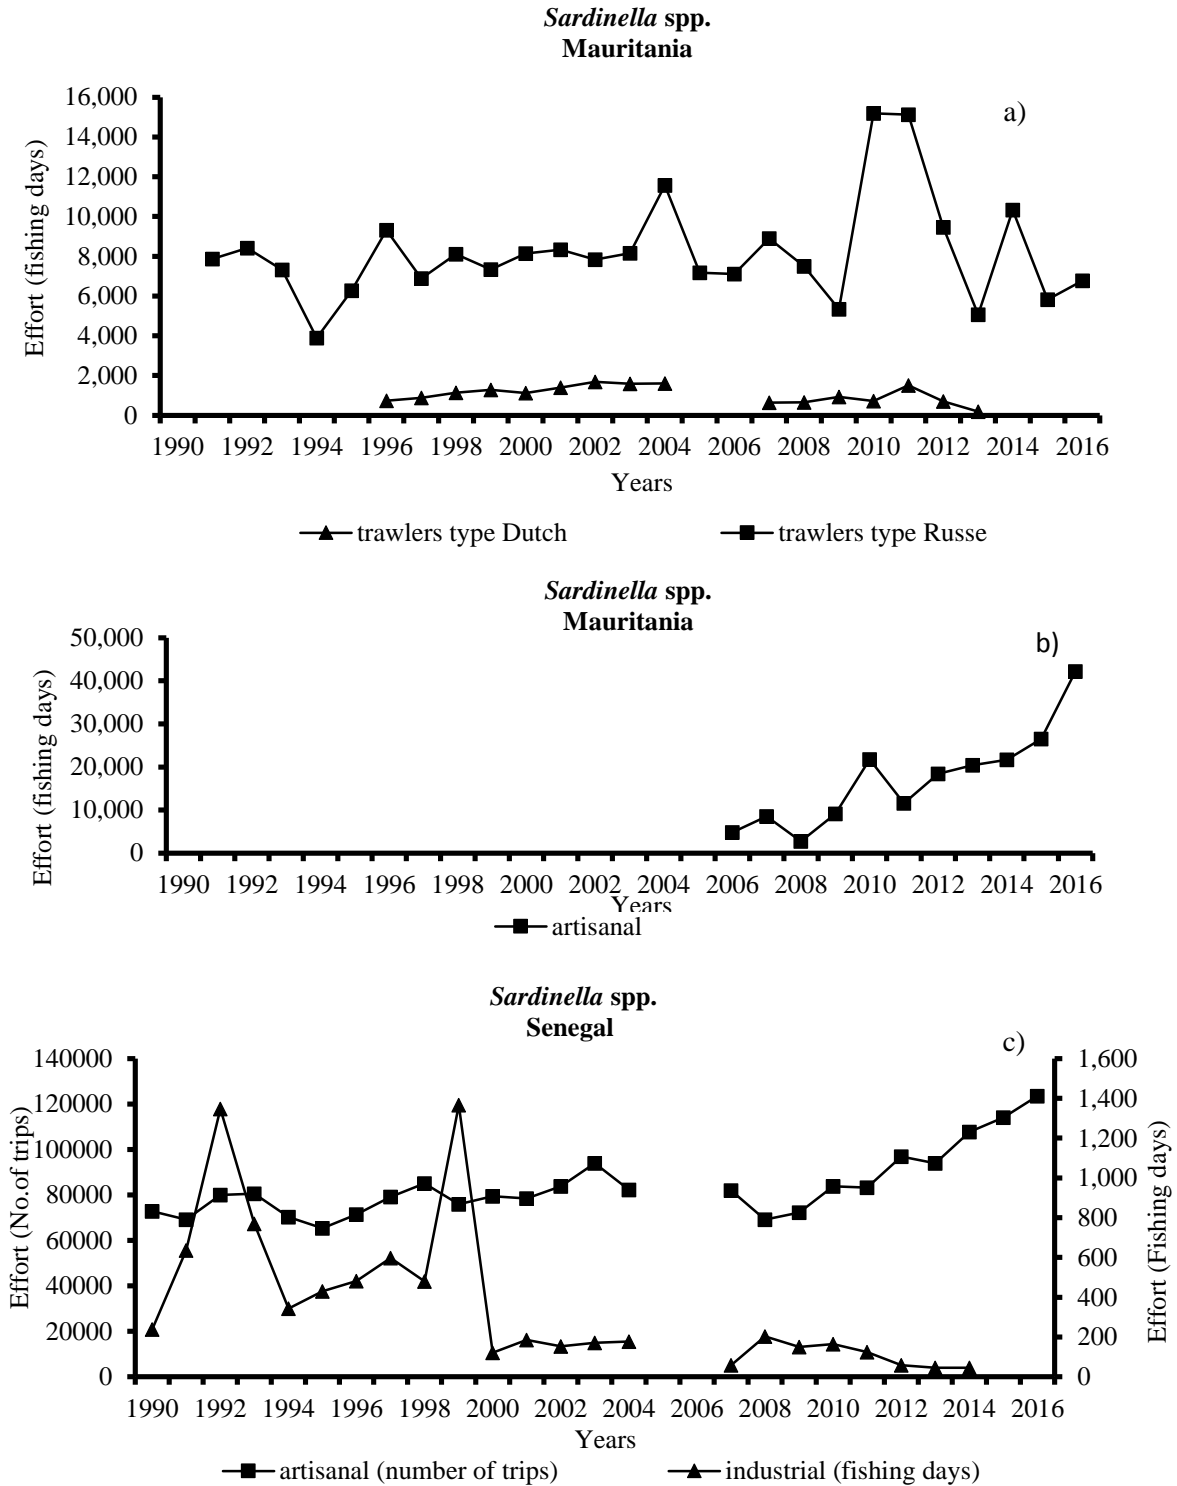 Sardinella spp.
Mauritania
a)
16,000
14,000
12,000
10,000
8,000
6,000
4,000
2,000
0
Effort (fishing days)
1990 1992 1994 1996 1998 2000 2002 2004 2006 2008 2010 2012 2014 2016
Years
trawlers type Dutch trawlers type Russe
Sardinella spp.
Mauritania
b)
50,000
40,000
30,000
20,000
10,000
0
Effort (fishing days)
1990 1992 1994 1996 1998 2000 2002 2004 2006 2008 2010 2012 2014 2016
Years
artisanal
Sardinella spp.
Senegal
c)
140000
120000
100000
80000
60000
40000
20000
0
Effort (No.of trips)
1,600
1,400
1,200
1,000
800
600
400
200
0
Effort (Fishing days)
1990 1992 1994 1996 1998 2000 2002 2004 2006 2008 2010 2012 2014 2016
Years
artisanal (number of trips) industrial (fishing days)